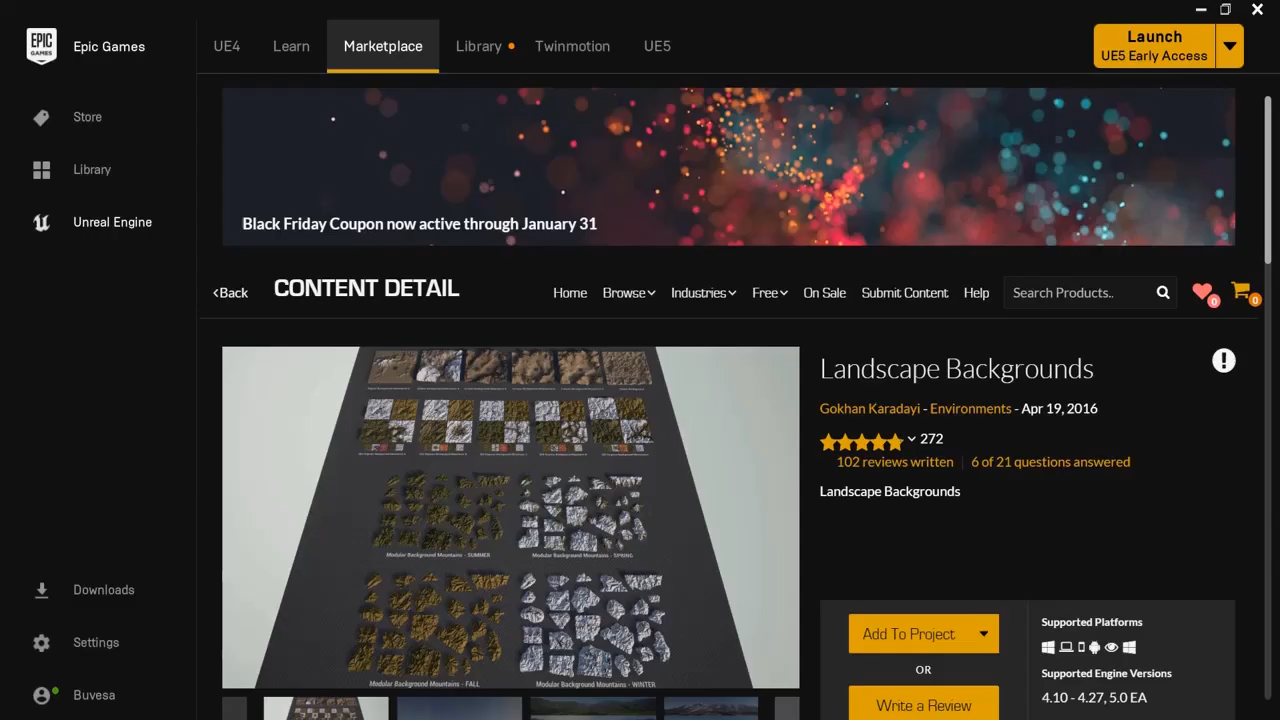 EPIC GAMES
Epic Games
UE4
Learn
Marketplace
Library
Twinmotion
UE5
Launch
UE5 Early Access
Store
Library
Unreal Engine
Black Friday Coupon now active through January 31
Back
CONTENT DETAIL
Home
Browse
Industries
Free
On Sale
Submit Content
Help
Search Products..
0
0
Landscape Backgrounds
Gokhan Karadayi - Environments - Apr 19, 2016
272
102 reviews written
6 of 21 questions answered
Landscape Backgrounds
Modular Background Mountains - SUMMER
Modular Background Mountains - SPRING
Modular Background Mountains - FALL
Modular Background Mountains - WINTER
Add To Project
OR
Write a Review
Supported Platforms
Supported Engine Versions
4.10 - 4.27, 5.0 EA
Downloads
Settings
Buvesa